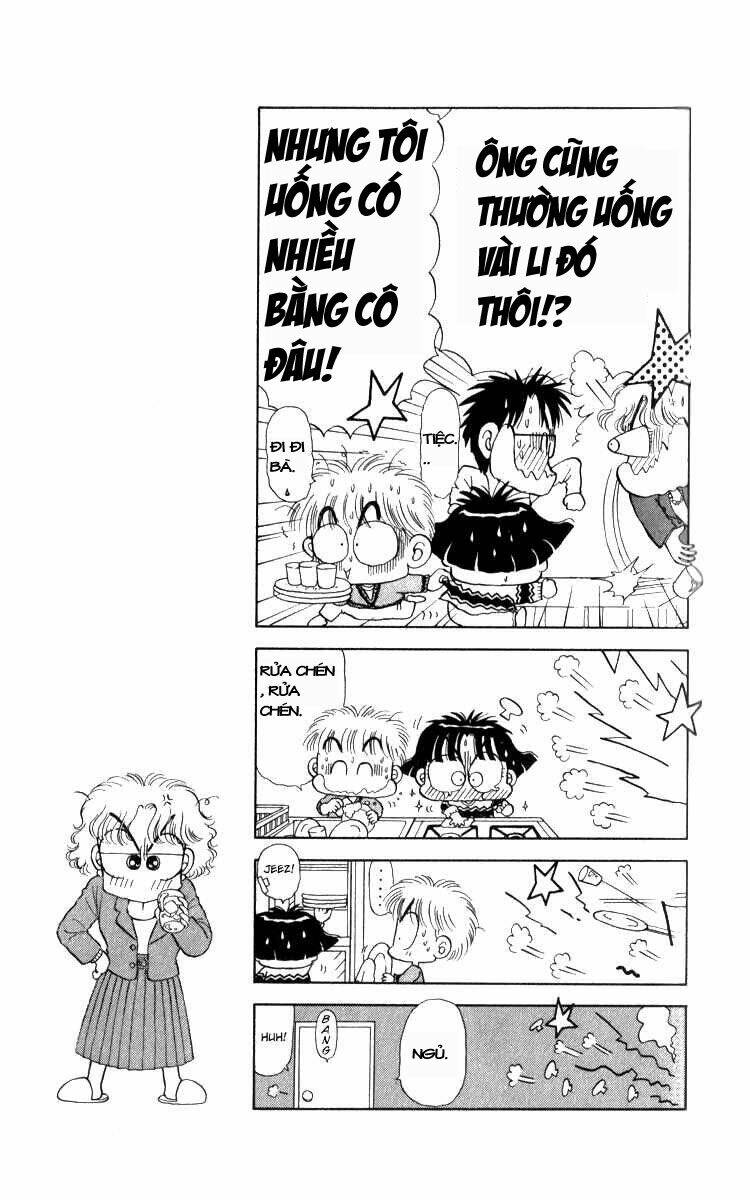 ÔNG CŨNG
THƯỜNG UỐNG
VÀI LI ĐÓ
THÔI!?
NHƯNG TÔI
UỐNG CÓ
NHIỀU
BẰNG CÔ
ĐÂU!
TIỆC.
..
ĐI ĐI
BÀ.
RỬA CHÉN
, RỬA
CHÉN.
....
JEEZ!
NGỦ.
BANG
HUH!